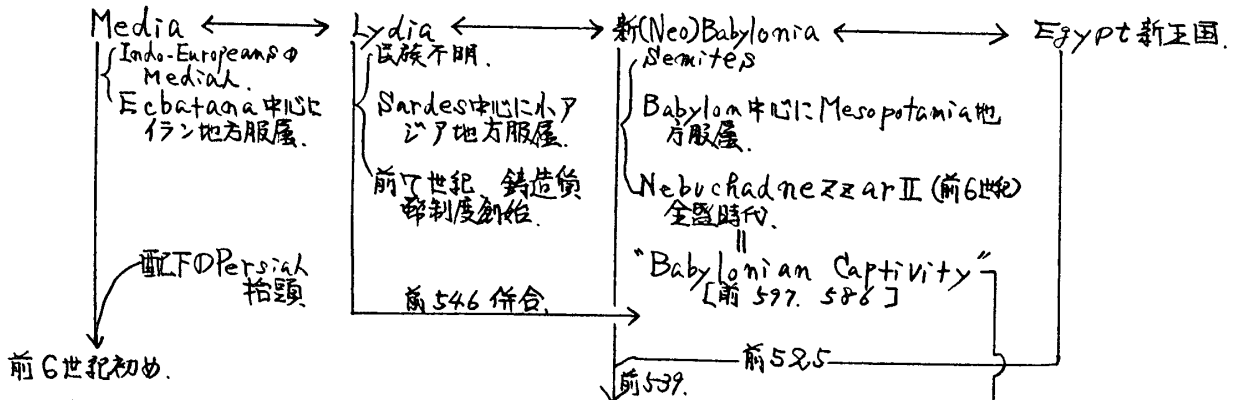 Media ⟷ Lydia ⟷ 新(Neo)Babylonia ⟷ Egypt新王国.
Indo-Europeansの
Media人.
Ecbatana中心に
イラン地方服属.
民族不明.
Sardes中心に小ア
ジア地方服属.
前7世紀、鋳造貨
幣制度創始.
Semites
Babylon中心にMesopotamia地
方服属.
NebuchadnezzarⅡ(前6世紀)
全盛時代.
||
"Babylonian Captivity"
[前597. 586]
配下のPersia人
抬頭.
前546併合.
前6世紀初め.
前525
前539.